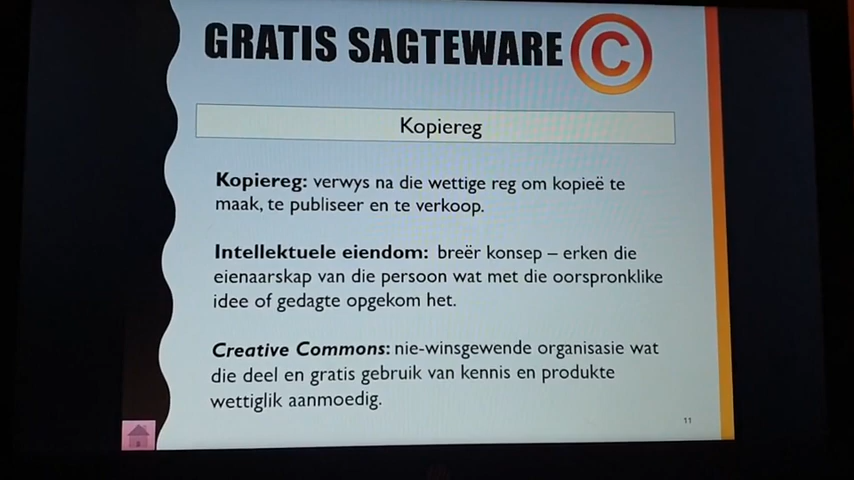 GRATIS SAGTEWARE ©
Kopiereg
Kopiereg: verwys na die wettige reg om kopieë te
maak, te publiseer en te verkoop.
Intellektuele eiendom: breër konsep – erken die
eienaarskap van die persoon wat met die oorspronklike
idee of gedagte opgekom het.
Creative Commons: nie-winsgewende organisasie wat
die deel en gratis gebruik van kennis en produkte
wettiglik aanmoedig.
11